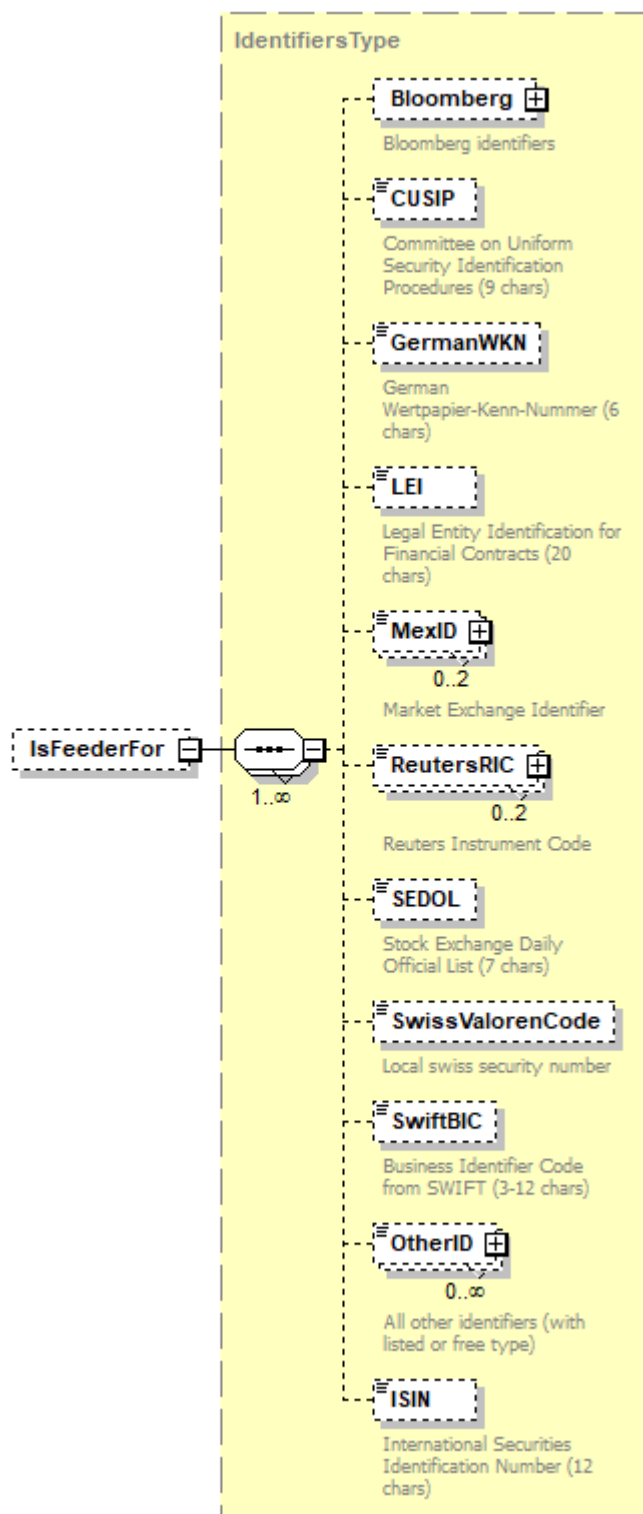 IdentifiersType
Bloomberg
Bloomberg identifiers
CUSIP
Committee on Uniform
Security Identification
Procedures (9 chars)
GermanWKN
German
Wertpapier-Kenn-Nummer (6
chars)
LEI
Legal Entity Identification for
Financial Contracts (20
chars)
MexID
0..2
Market Exchange Identifier
IsFeederFor
1..∞
ReutersRIC
0..2
Reuters Instrument Code
SEDOL
Stock Exchange Daily
Official List (7 chars)
SwissValorenCode
Local swiss security number
SwiftBIC
Business Identifier Code
from SWIFT (3-12 chars)
OtherID
0..∞
All other identifiers (with
listed or free type)
ISIN
International Securities
Identification Number (12
chars)